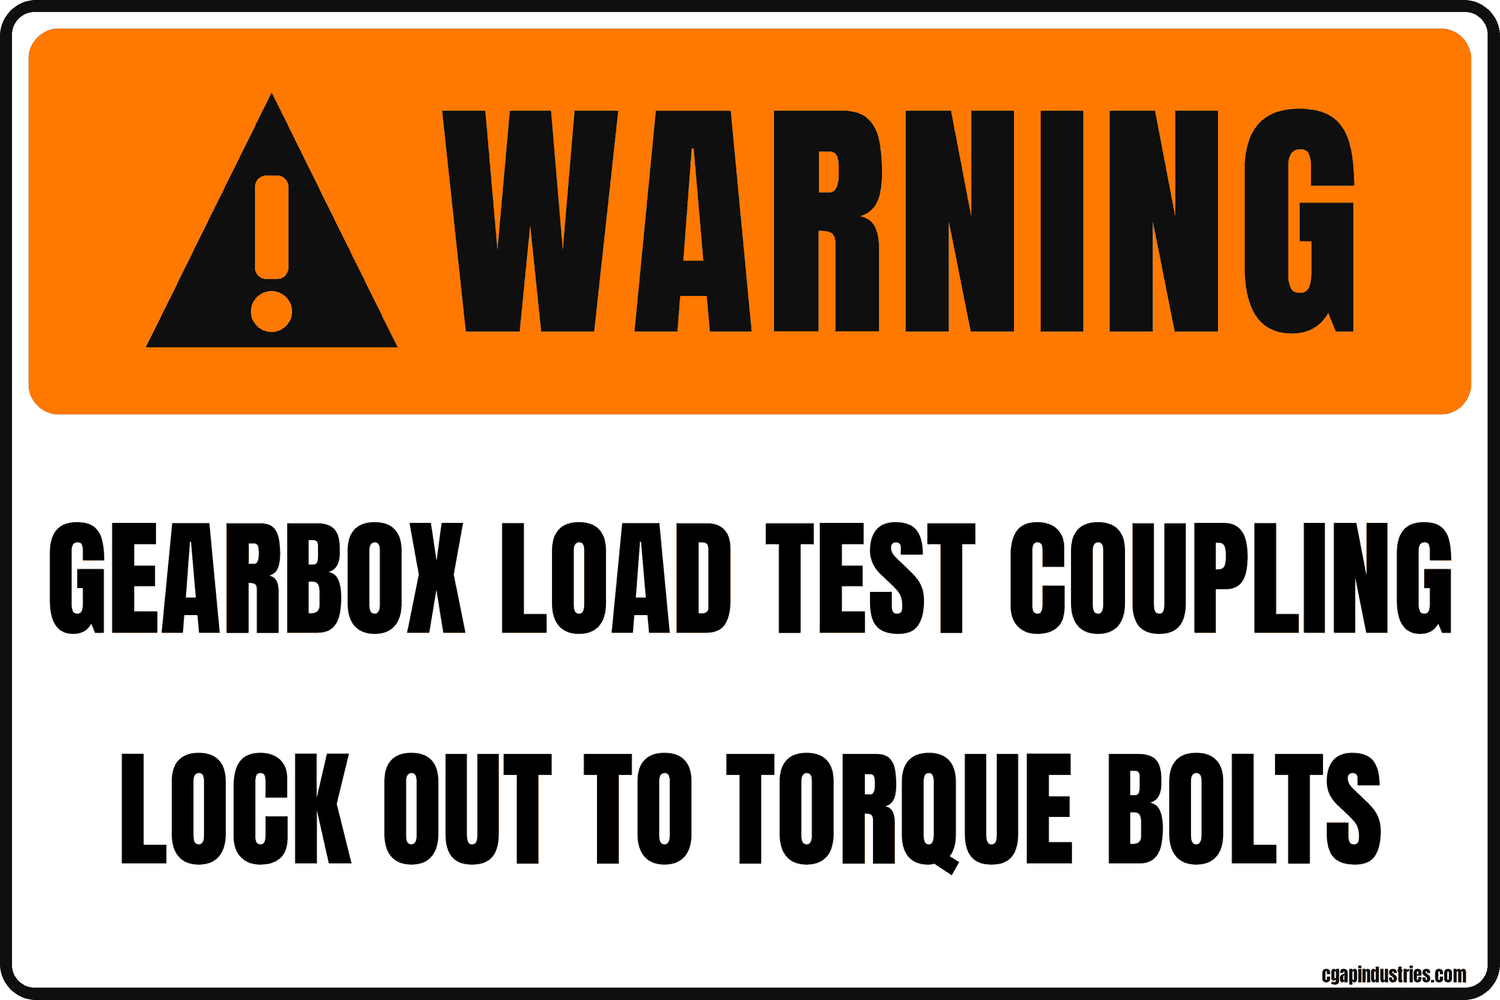 WARNING
GEARBOX LOAD TEST COUPLING
LOCK OUT TO TORQUE BOLTS
cgapindustries.com